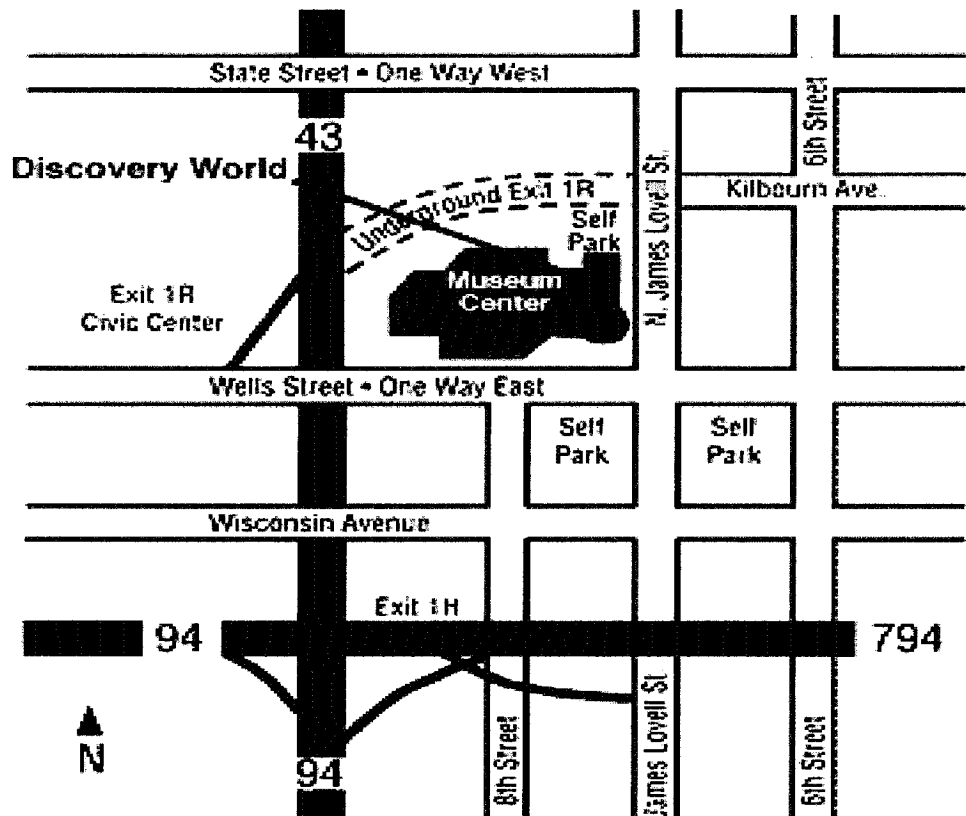 State Street • One Way West
6th Street
43
Discovery World
Underground Exit 1R
N. James Lovell St.
Kilbourn Ave.
Self
Park
Museum
Center
Exit 1R
Civic Center
Wells Street • One Way East
Self
Park
Self
Park
Wisconsin Avenue
Exit 1H
94
794
N
94
8th Street
James Lovell St.
6th Street